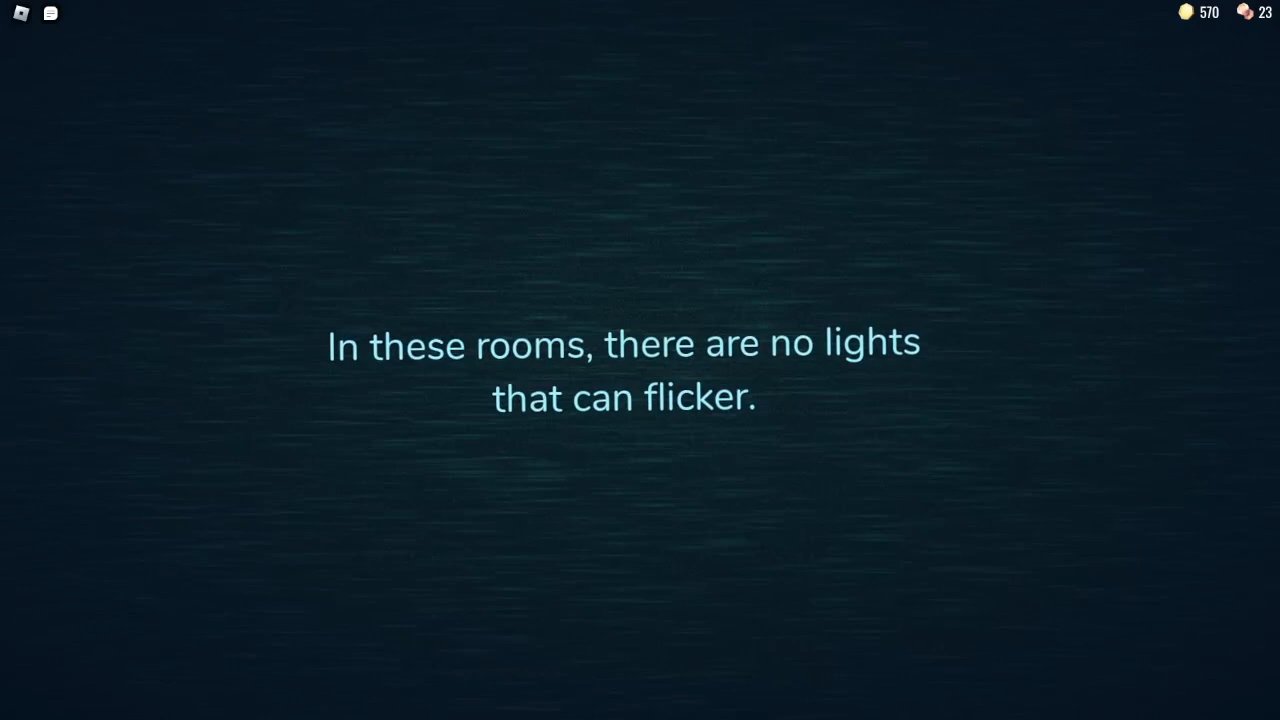 570 23
In these rooms, there are no lights
that can flicker.